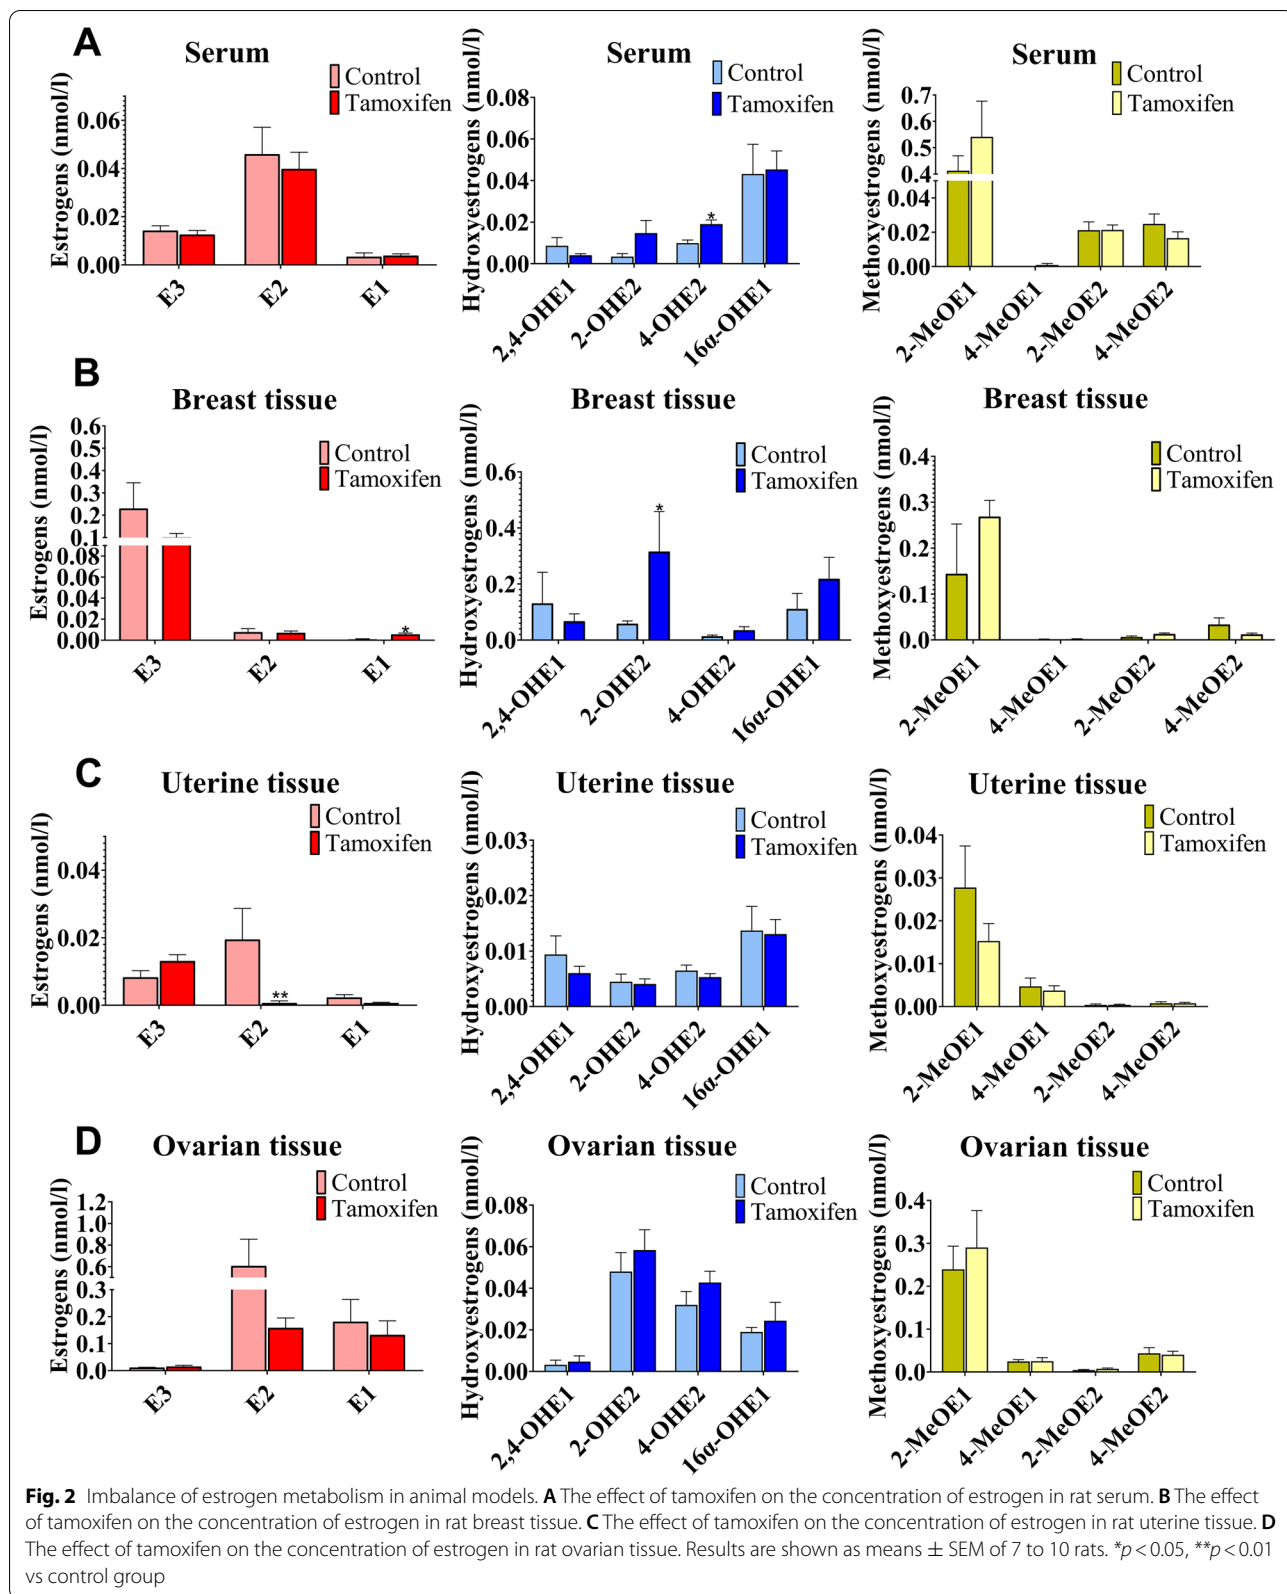 A
Serum
Estrogens (nmol/l)
Control
Tamoxifen
0.06
0.04
0.02
0.00
E3
E2
E1
Serum
Hydroxyestrogens (nmol/l)
Control
Tamoxifen
0.08
0.06
0.04
0.02
0.00
*
2,4-OHE1
2-OHE2
4-OHE2
16α-OHE1
Serum
Methoxyestrogens (nmol/l)
Control
Tamoxifen
0.7
0.6
0.5
0.4
0.04
0.02
0.00
2-MeOE1
4-MeOE1
2-MeOE2
4-MeOE2
B
Breast tissue
Estrogens (nmol/l)
Control
Tamoxifen
0.6
0.5
0.4
0.3
0.2
0.1
0.08
0.06
0.04
0.02
0.00
*
E3
E2
E1
Breast tissue
Hydroxyestrogens (nmol/l)
Control
Tamoxifen
0.6
0.4
0.2
0.0
*
2,4-OHE1
2-OHE2
4-OHE2
16α-OHE1
Breast tissue
Methoxyestrogens (nmol/l)
Control
Tamoxifen
0.4
0.3
0.2
0.1
0.0
2-MeOE1
4-MeOE1
2-MeOE2
4-MeOE2
C
Uterine tissue
Estrogens (nmol/l)
Control
Tamoxifen
0.04
0.02
0.00
**
E3
E2
E1
Uterine tissue
Hydroxyestrogens (nmol/l)
Control
Tamoxifen
0.03
0.02
0.01
0.00
2,4-OHE1
2-OHE2
4-OHE2
16α-OHE1
Uterine tissue
Methoxyestrogens (nmol/l)
Control
Tamoxifen
0.04
0.03
0.02
0.01
0.00
2-MeOE1
4-MeOE1
2-MeOE2
4-MeOE2
D
Ovarian tissue
Estrogens (nmol/l)
Control
Tamoxifen
1.2
1.0
0.8
0.6
0.3
0.2
0.1
0.0
E3
E2
E1
Ovarian tissue
Hydroxyestrogens (nmol/l)
Control
Tamoxifen
0.08
0.06
0.04
0.02
0.00
2,4-OHE1
2-OHE2
4-OHE2
16α-OHE1
Ovarian tissue
Methoxyestrogens (nmol/l)
Control
Tamoxifen
0.4
0.3
0.2
0.1
0.0
2-MeOE1
4-MeOE1
2-MeOE2
4-MeOE2
Fig. 2 Imbalance of estrogen metabolism in animal models. A The effect of tamoxifen on the concentration of estrogen in rat serum. B The effect
of tamoxifen on the concentration of estrogen in rat breast tissue. C The effect of tamoxifen on the concentration of estrogen in rat uterine tissue. D
The effect of tamoxifen on the concentration of estrogen in rat ovarian tissue. Results are shown as means ± SEM of 7 to 10 rats. *p < 0.05, **p < 0.01
vs control group